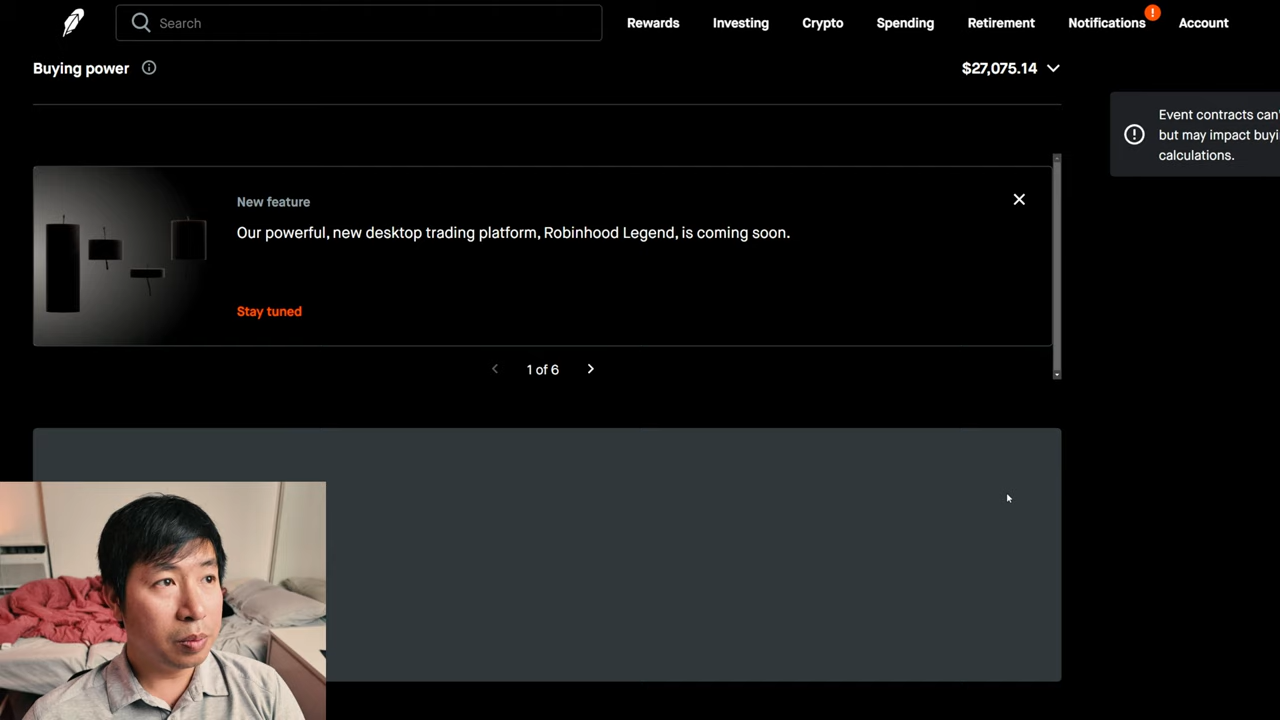 Search
Rewards
Investing
Crypto
Spending
Retirement
Notifications
!
Account
Buying power
$27,075.14
Event contracts can'
but may impact buyi
calculations.
New feature
Our powerful, new desktop trading platform, Robinhood Legend, is coming soon.
Stay tuned
1 of 6